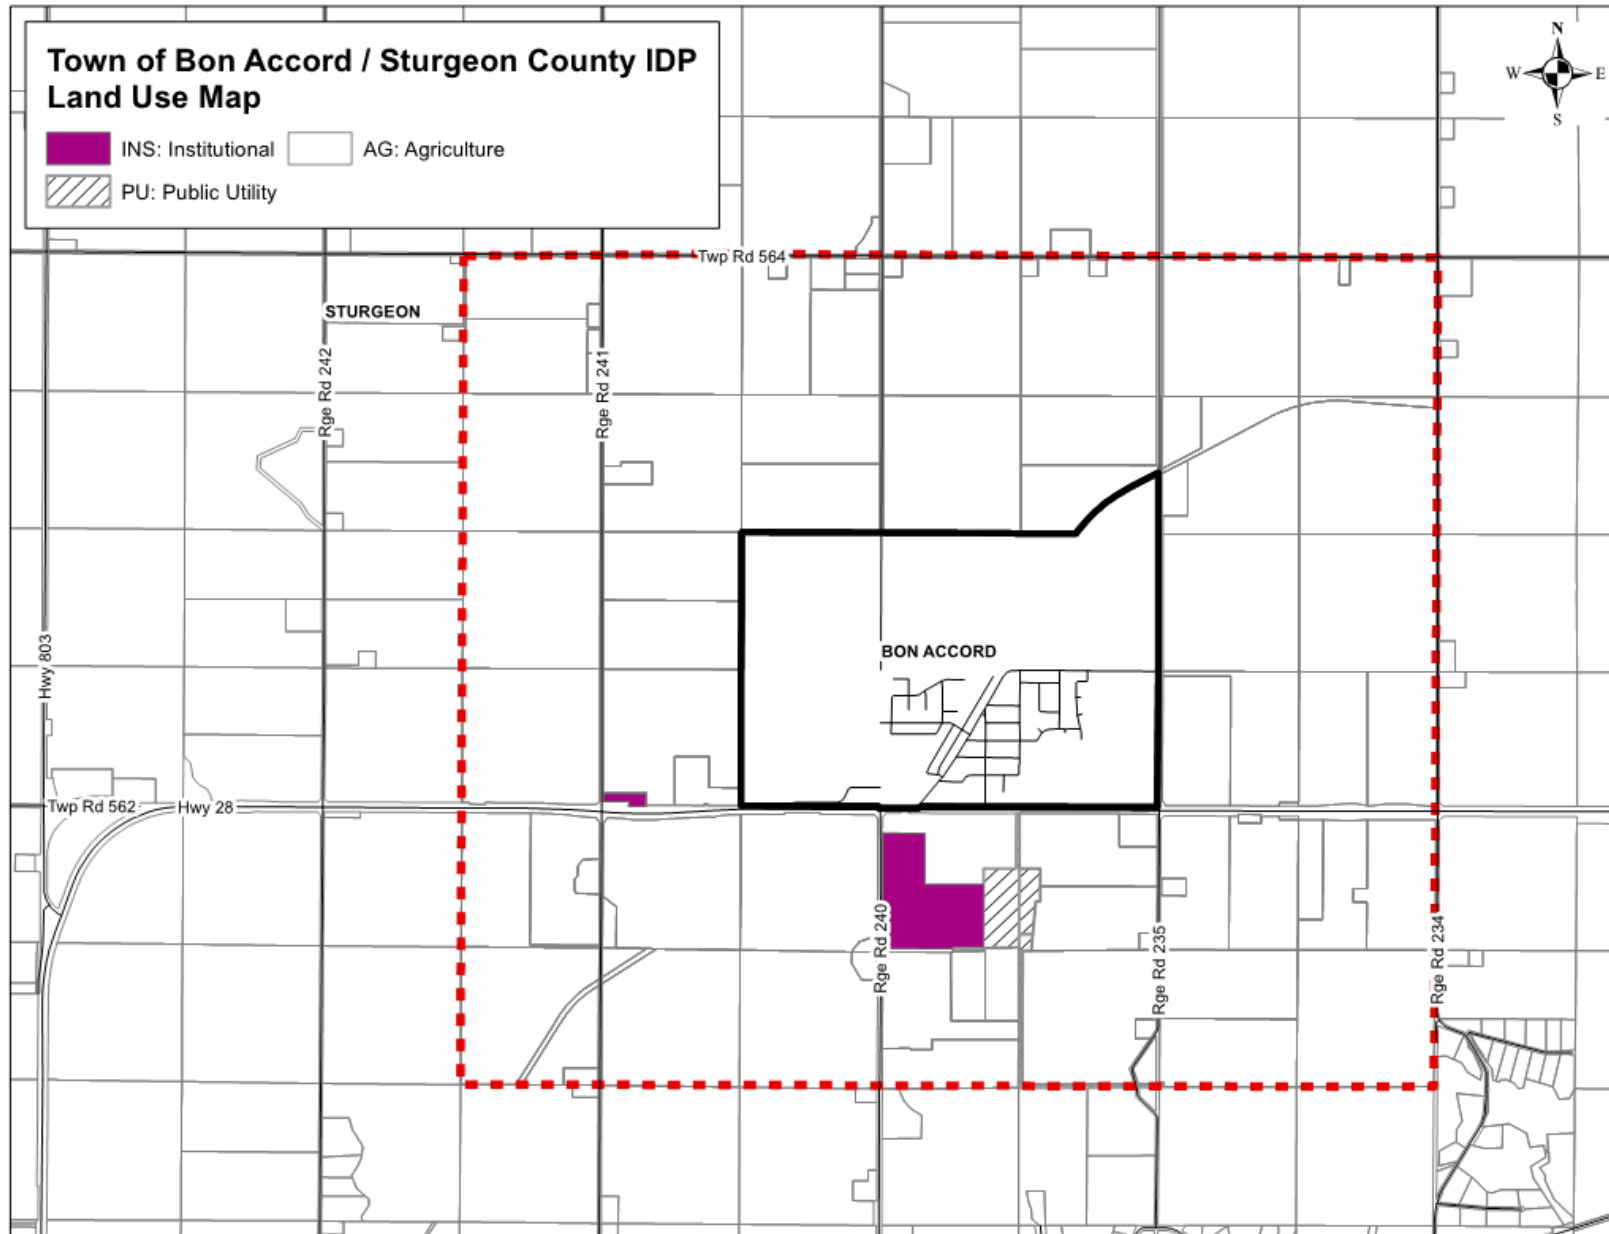 Town of Bon Accord / Sturgeon County IDP
Land Use Map
INS: Institutional
AG: Agriculture
PU: Public Utility
N
W
E
S
Twp Rd 564
STURGEON
Rge Rd 242
Rge Rd 241
Hwy 803
BON ACCORD
Twp Rd 562
Hwy 28
Rge Rd 240
Rge Rd 235
Rge Rd 234